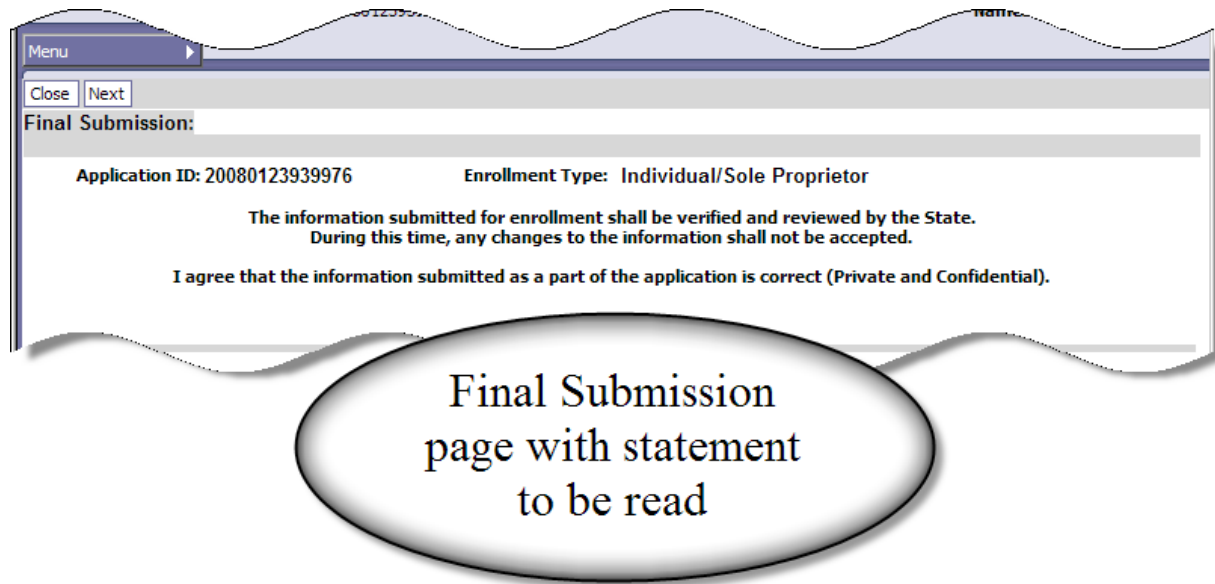 Menu
Close Next
Final Submission:
Application ID: 20080123939976 Enrollment Type: Individual/Sole Proprietor
The information submitted for enrollment shall be verified and reviewed by the State.
During this time, any changes to the information shall not be accepted.
I agree that the information submitted as a part of the application is correct (Private and Confidential).
Final Submission
page with statement
to be read